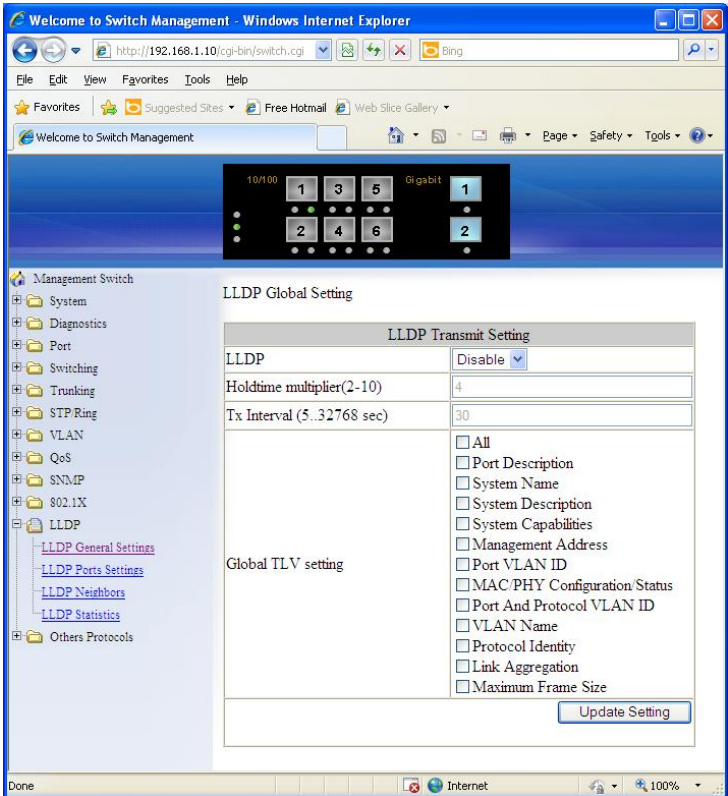 Welcome to Switch Management - Windows Internet Explorer
http://192.168.1.10/cgi-bin/switch.cgi
Bing
File Edit View Favorites Tools Help
Favorites Suggested Sites Free Hotmail Web Slice Gallery
Welcome to Switch Management Page Safety Tools
10/100 1 3 5 Gigabit 1
2 4 6 2
Management Switch
System
Diagnostics
Port
Switching
Trunking
STP/Ring
VLAN
QoS
SNMP
802.1X
LLDP
LLDP General Settings
LLDP Ports Settings
LLDP Neighbors
LLDP Statistics
Others Protocols
LLDP Global Setting
LLDP Transmit Setting
LLDP Disable
Holdtime multiplier(2-10) 4
Tx Interval (5..32768 sec) 30
Global TLV setting
All
Port Description
System Name
System Description
System Capabilities
Management Address
Port VLAN ID
MAC/PHY Configuration/Status
Port And Protocol VLAN ID
VLAN Name
Protocol Identity
Link Aggregation
Maximum Frame Size
Update Setting
Done Internet 100%